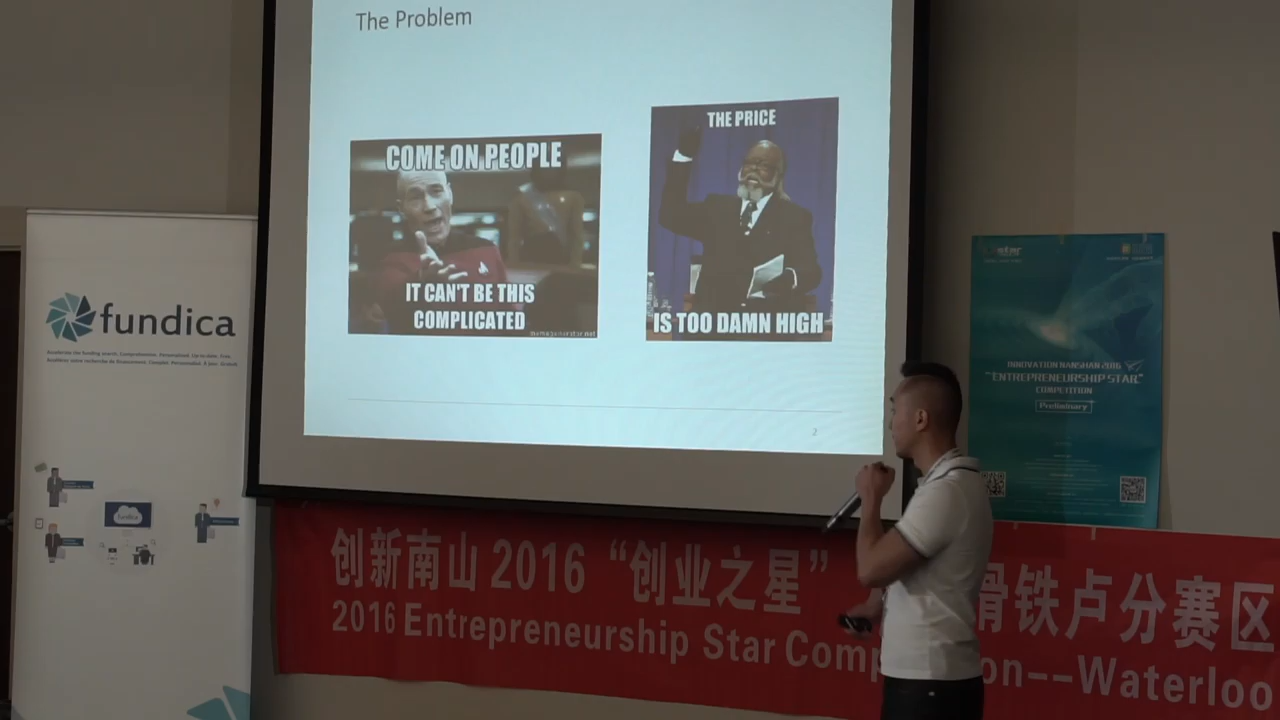 The Problem
COME ON PEOPLE
IT CAN'T BE THIS
COMPLICATED
THE PRICE
IS TOO DAMN HIGH
2
fundica
INNOVATION NANSHAN 2016
"ENTREPRENEURSHIP STAR"
COMPETITION
Preliminary
创新南山 2016 “创业之星” 滑铁卢分赛区
2016 Entrepreneurship Star Comp on--Waterloo